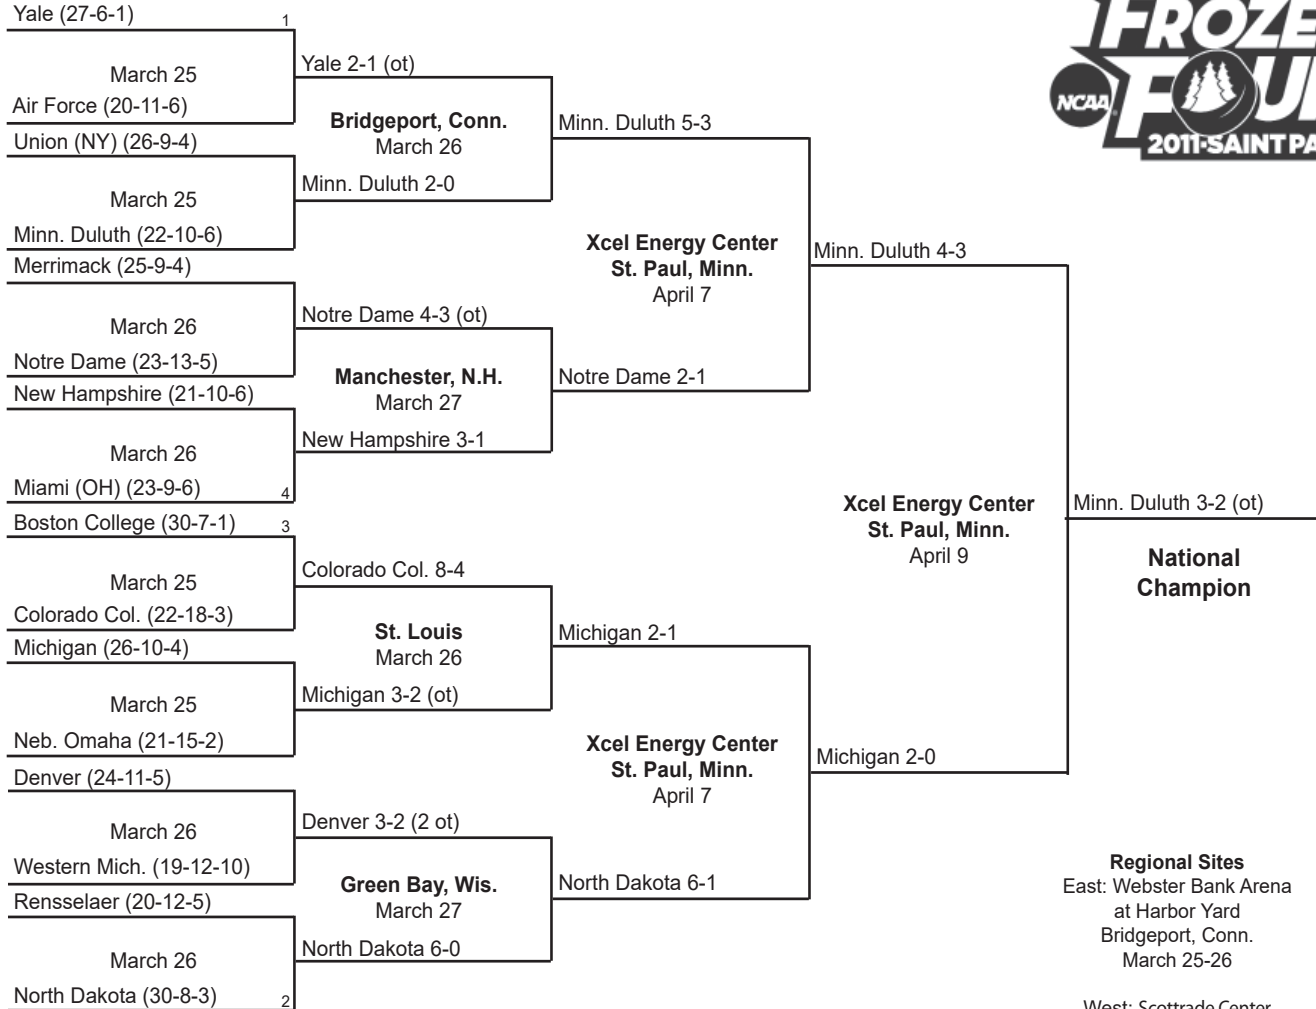 Yale (27-6-1)
1
March 25
Air Force (20-11-6)
Union (NY) (26-9-4)
March 25
Minn. Duluth (22-10-6)
Merrimack (25-9-4)
March 26
Notre Dame (23-13-5)
New Hampshire (21-10-6)
March 26
Miami (OH) (23-9-6)
4
Boston College (30-7-1)
3
March 25
Colorado Col. (22-18-3)
Michigan (26-10-4)
March 25
Neb. Omaha (21-15-2)
Denver (24-11-5)
March 26
Western Mich. (19-12-10)
Rensselaer (20-12-5)
March 26
North Dakota (30-8-3)
2
Yale 2-1 (ot)
Bridgeport, Conn.
March 26
Minn. Duluth 2-0
Notre Dame 4-3 (ot)
Manchester, N.H.
March 27
New Hampshire 3-1
Colorado Col. 8-4
St. Louis
March 26
Michigan 3-2 (ot)
Denver 3-2 (2 ot)
Green Bay, Wis.
March 27
North Dakota 6-0
Minn. Duluth 5-3
Xcel Energy Center
St. Paul, Minn.
April 7
Notre Dame 2-1
Michigan 2-1
Xcel Energy Center
St. Paul, Minn.
April 7
North Dakota 6-1
Minn. Duluth 4-3
Xcel Energy Center
St. Paul, Minn.
April 9
Michigan 2-0
Minn. Duluth 3-2 (ot)
National
Champion
FROZE
NCAA
FOU
2011•SAINT PA
Regional Sites
East: Webster Bank Arena
at Harbor Yard
Bridgeport, Conn.
March 25-26
West: Scottrade Center